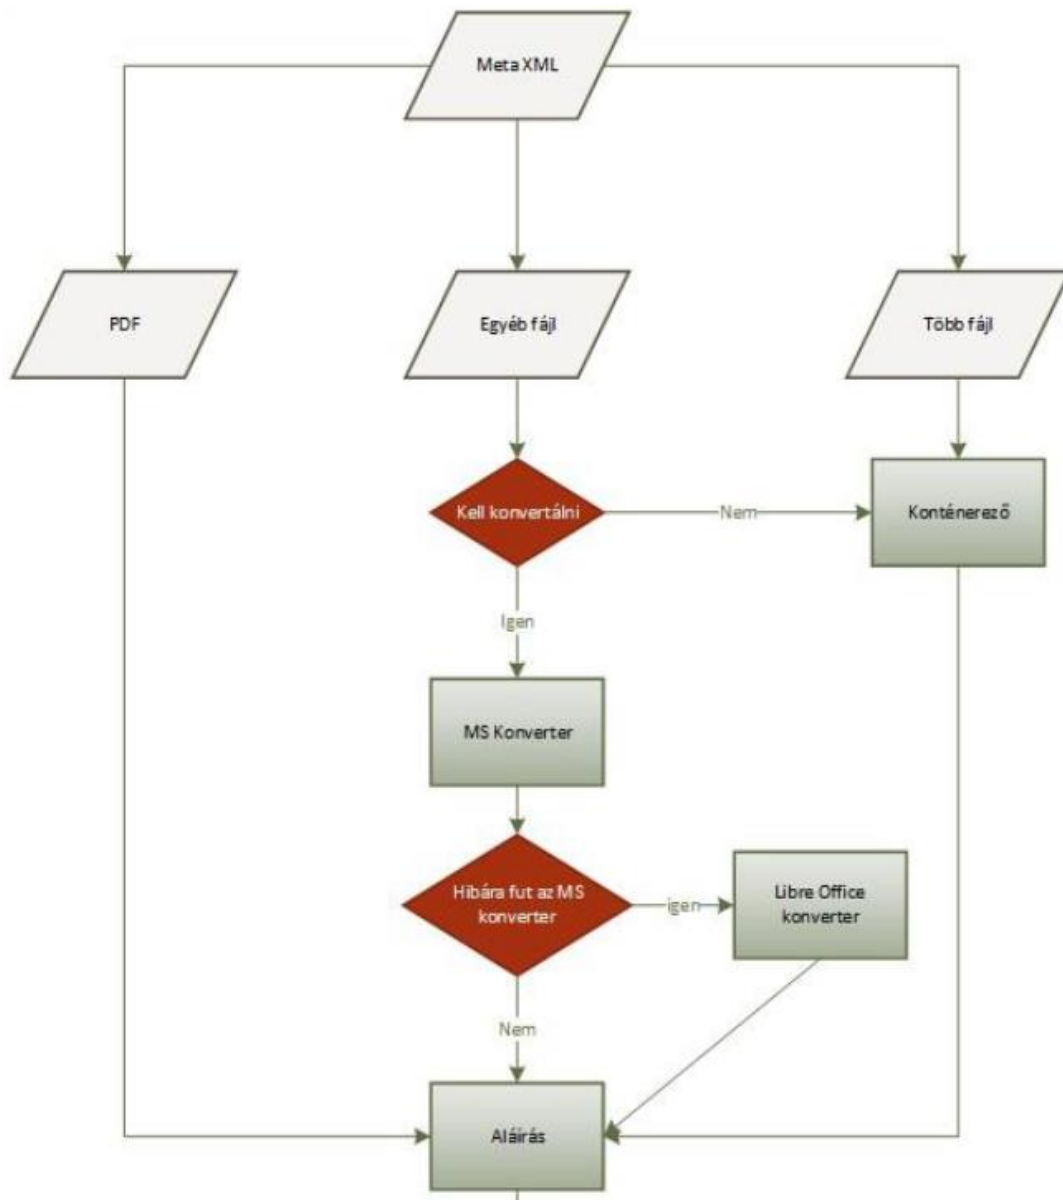 Meta XML
PDF
Egyéb fájl
Több fájl
Kell konvertálni
Nem
Konténerező
Igen
MS Konverter
Hibára fut az MS
konverter
igen
Libre Office
konverter
Nem
Aláírás